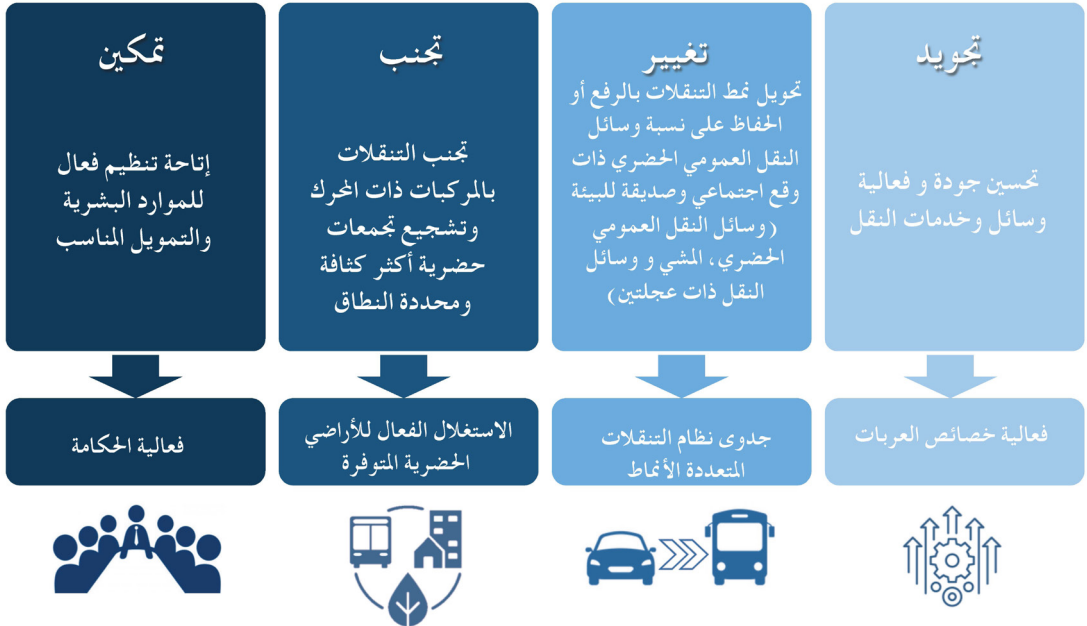 تمكين
إتاحة تنظيم فعال
للموارد البشرية
والتمويل المناسب
فعالية الحكامة
تجنب
تجنب التنقلات
بالمركبات ذات المحرك
وتشجيع تجمعات
حضرية أكثر كثافة
ومحددة النطاق
الاستغلال الفعال للأراضي
الحضرية المتوفرة
تغيير
تحويل نمط التنقلات بالرفع أو
الحفاظ على نسبة وسائل
النقل العمومي الحضري ذات
وقع اجتماعي وصديقة للبيئة
(وسائل النقل العمومي
الحضري، المشي و وسائل
النقل ذات عجلتين)
جدوى نظام التنقلات
المتعددة الأنماط
تجويد
تحسين جودة و فعالية
وسائل وخدمات النقل
فعالية خصائص العربات